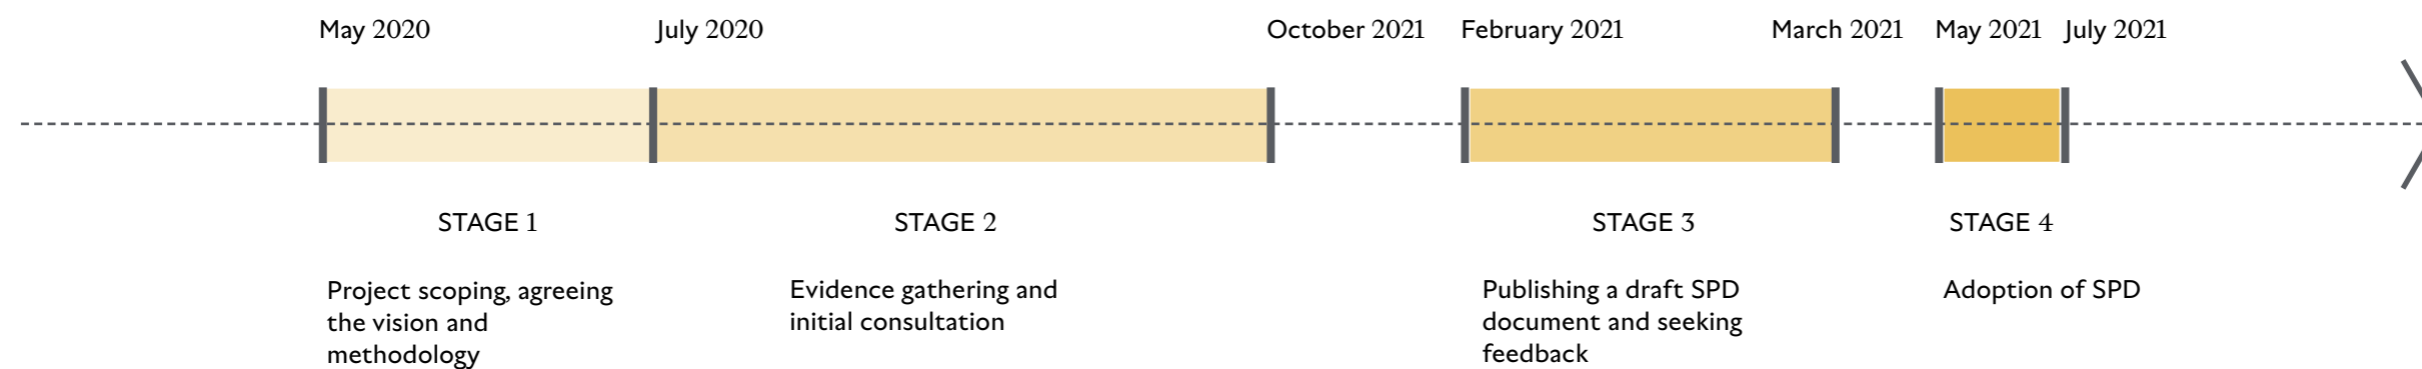 May 2020
July 2020
October 2021
February 2021
March 2021
May 2021
July 2021
STAGE 1
STAGE 2
STAGE 3
STAGE 4
Project scoping, agreeing
the vision and
methodology
Evidence gathering and
initial consultation
Publishing a draft SPD
document and seeking
feedback
Adoption of SPD